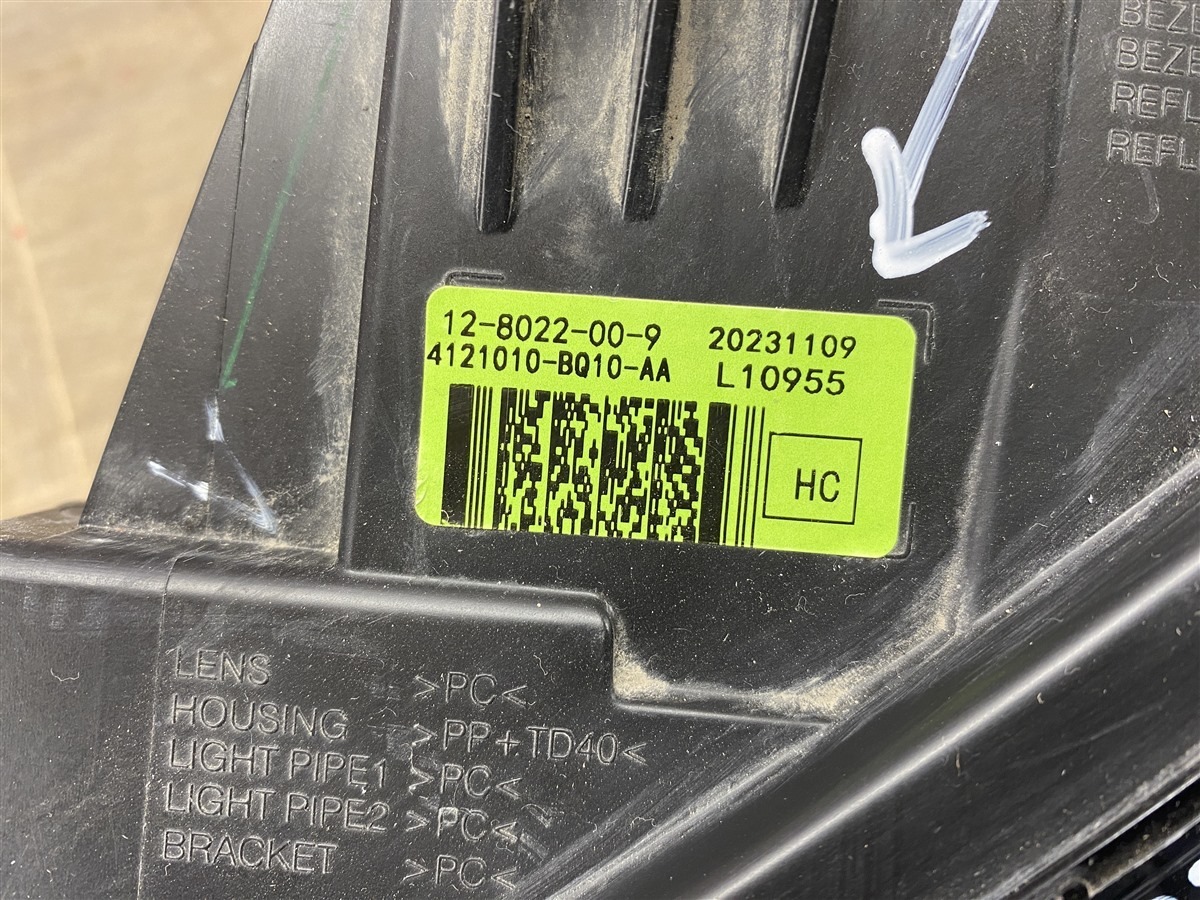 12-8022-00-9 20231109
4121010-BQ10-AA L10955
HC
LENS >PC<
HOUSING >PP+TD40<
LIGHT PIPE1 >PC<
LIGHT PIPE2 >PC<
BRACKET >PC<